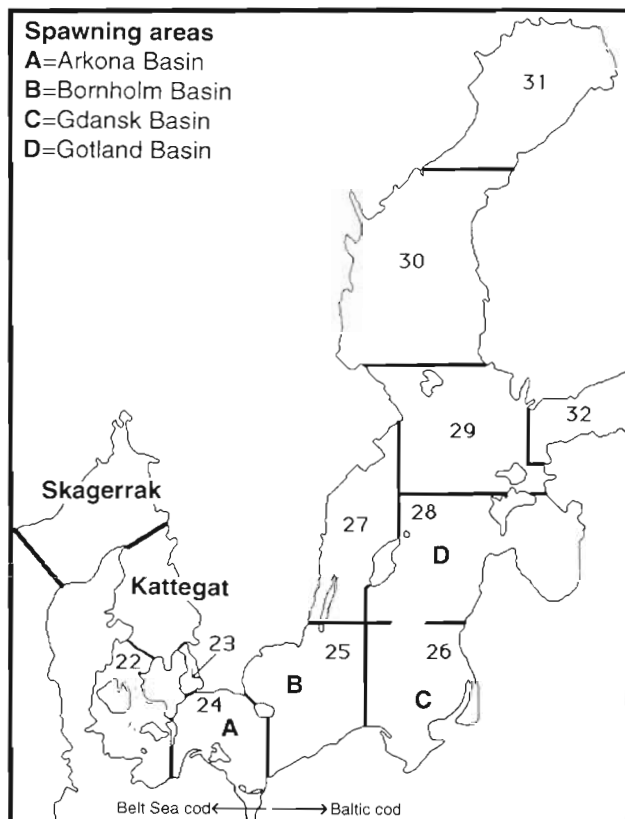 Spawning areas
A=Arkona Basin
B=Bornholm Basin
C=Gdansk Basin
D=Gotland Basin
31
30
32
29
Skagerrak
27
28
D
Kattegat
23
22
25
26
B
C
24
A
Belt Sea cod
Baltic cod